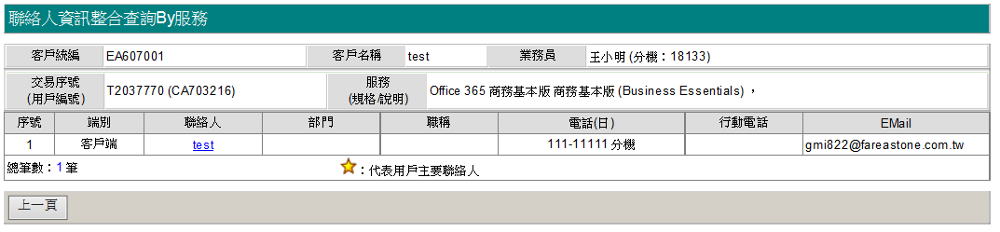 聯絡人資訊整合查詢By服務
客戶統編 EA607001 客戶名稱 test 業務員 王小明 (分機：18133)
交易序號 (用戶編號) T2037770 (CA703216) 服務 (規格/說明) Office 365 商務基本版 商務基本版 (Business Essentials) ，
序號 端別 聯絡人 部門 職稱 電話(日) 行動電話 EMail
1 客戶端 test 111-11111 分機 gmi822@fareastone.com.tw
總筆數：1 筆 ：代表用戶主要聯絡人
上一頁